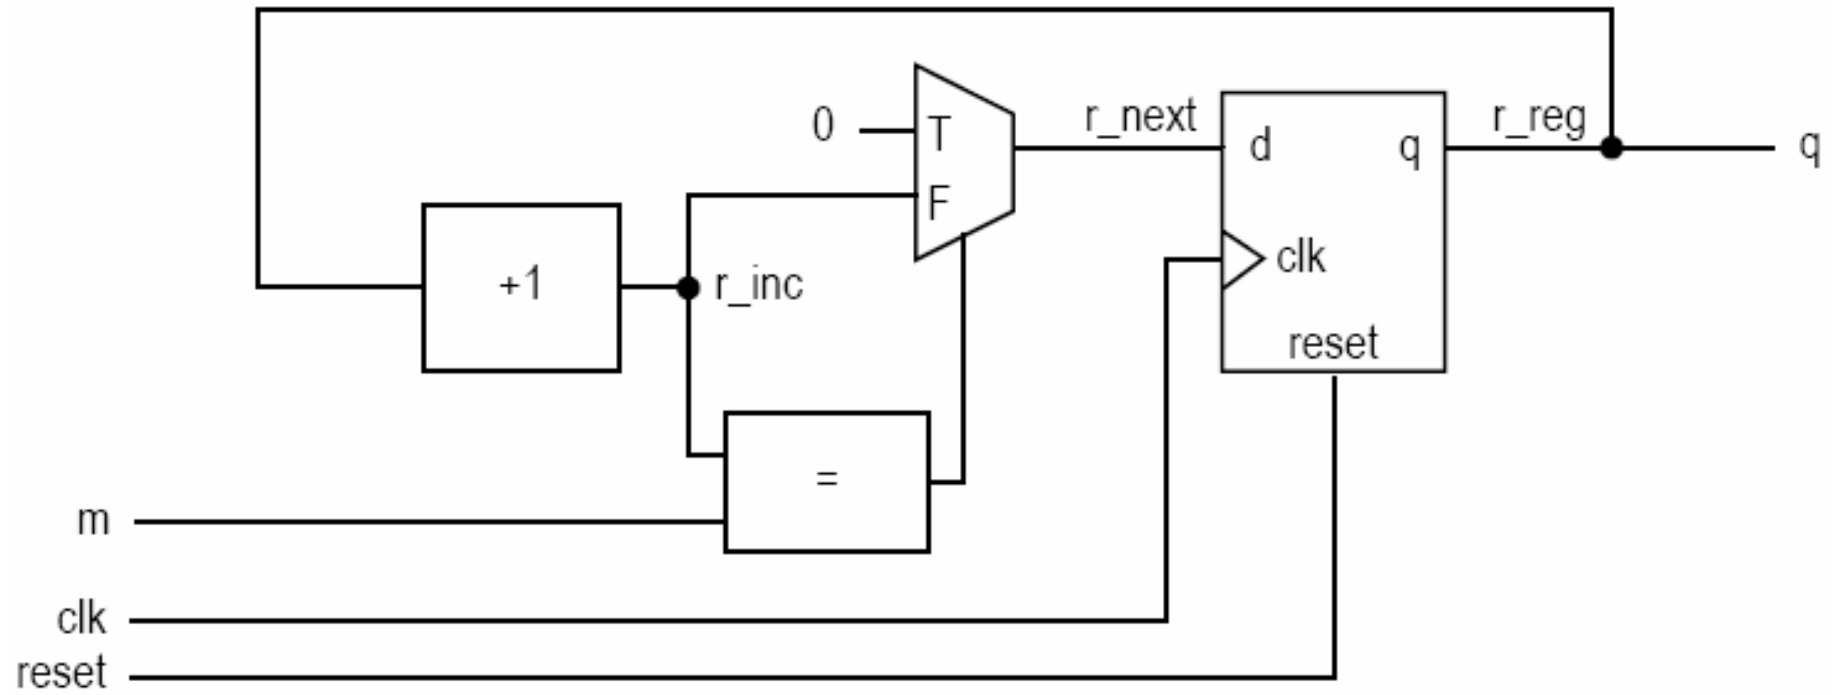 0
T
F
r_next
d
q
r_reg
q
+1
r_inc
clk
reset
=
m
clk
reset